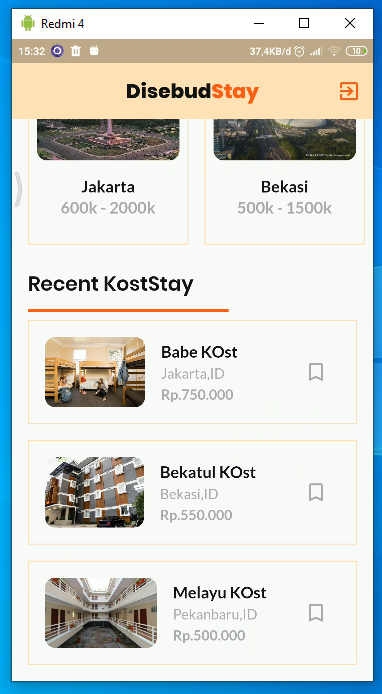 Redmi 4
15:32 37,4KB/d 10
DisebudStay
Jakarta
600k - 2000k
Bekasi
500k - 1500k
Recent KostStay
Babe KOst
Jakarta,ID
Rp.750.000
Bekatul KOst
Bekasi,ID
Rp.550.000
Melayu KOst
Pekanbaru,ID
Rp.500.000